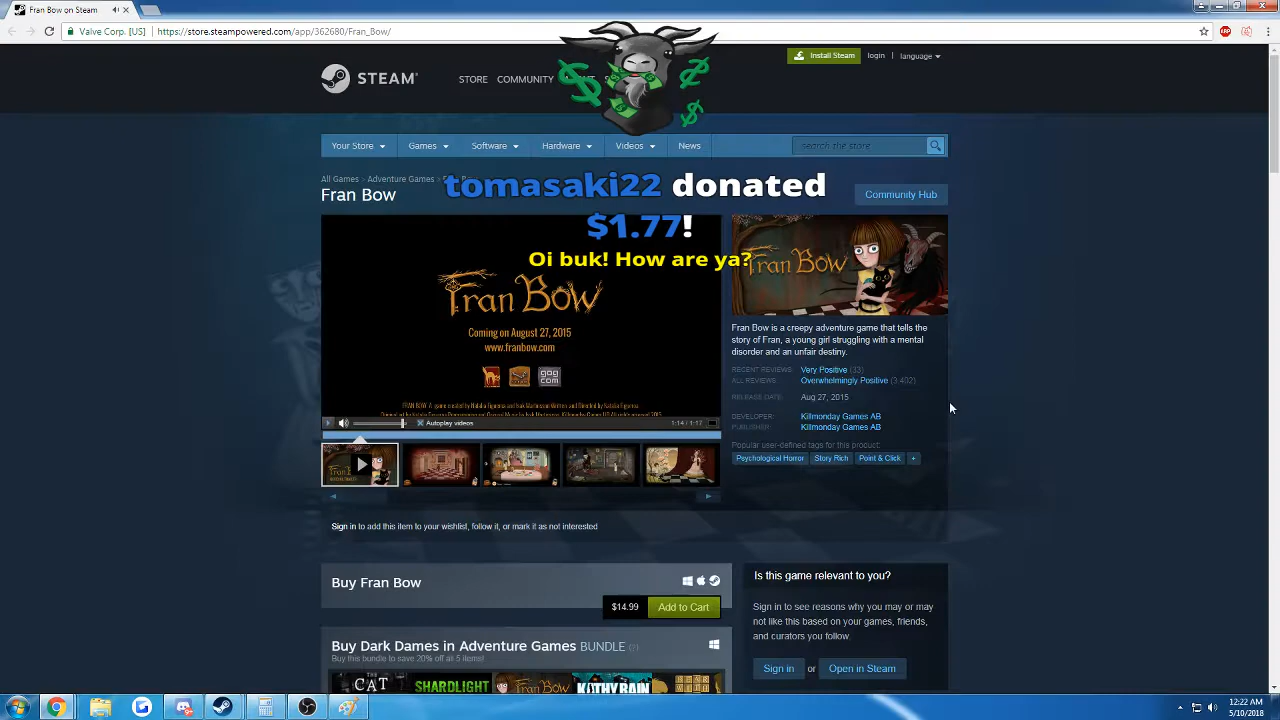 Fran Bow on Steam
Valve Corp. [US]
https://store.steampowered.com/app/362680/Fran_Bow/
ABP
Install Steam
login
language
STEAM
STORE
COMMUNITY
Your Store
Games
Software
Hardware
Videos
News
search the store
All Games > Adventure Games >
Fran Bow
Community Hub
tomasaki22 donated
$1.77!
Oi buk! How are ya?
Fran Bow
Coming on August 27, 2015
www.franbow.com
gog
com
Autoplay videos
1:14 / 1:17
Fran Bow
Fran Bow is a creepy adventure game that tells the
story of Fran, a young girl struggling with a mental
disorder and an unfair destiny.
RECENT REVIEWS: Very Positive (33)
ALL REVIEWS: Overwhelmingly Positive (3,402)
RELEASE DATE: Aug 27, 2015
DEVELOPER: Killmonday Games AB
PUBLISHER: Killmonday Games AB
Popular user-defined tags for this product:
Psychological Horror
Story Rich
Point & Click
+
Sign in to add this item to your wishlist, follow it, or mark it as not interested
Buy Fran Bow
$14.99
Add to Cart
Is this game relevant to you?
Sign in to see reasons why you may or may
not like this based on your games, friends,
and curators you follow.
Sign in or Open in Steam
Buy Dark Dames in Adventure Games BUNDLE (?)
Buy this bundle to save 20% off all 5 items!
THE
CAT
SHARDLIGHT
Fran Bow
KATHY RAIN
12:22 AM
5/10/2018